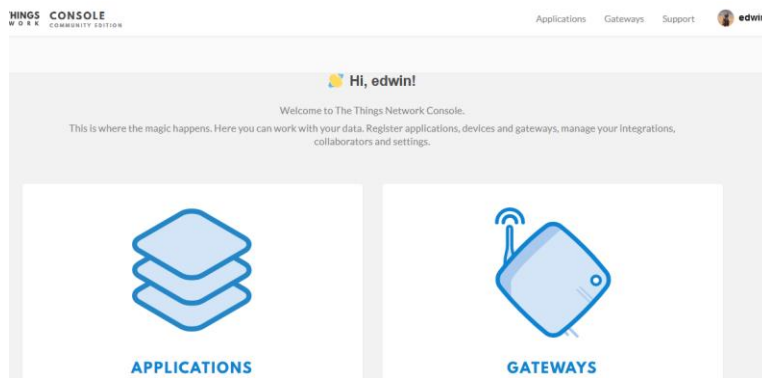 HINGS CONSOLE
WORK COMMUNITY EDITION
Applications Gateways Support edwin
Hi, edwin!
Welcome to The Things Network Console.
This is where the magic happens. Here you can work with your data. Register applications, devices and gateways, manage your integrations,
collaborators and settings.
APPLICATIONS
GATEWAYS